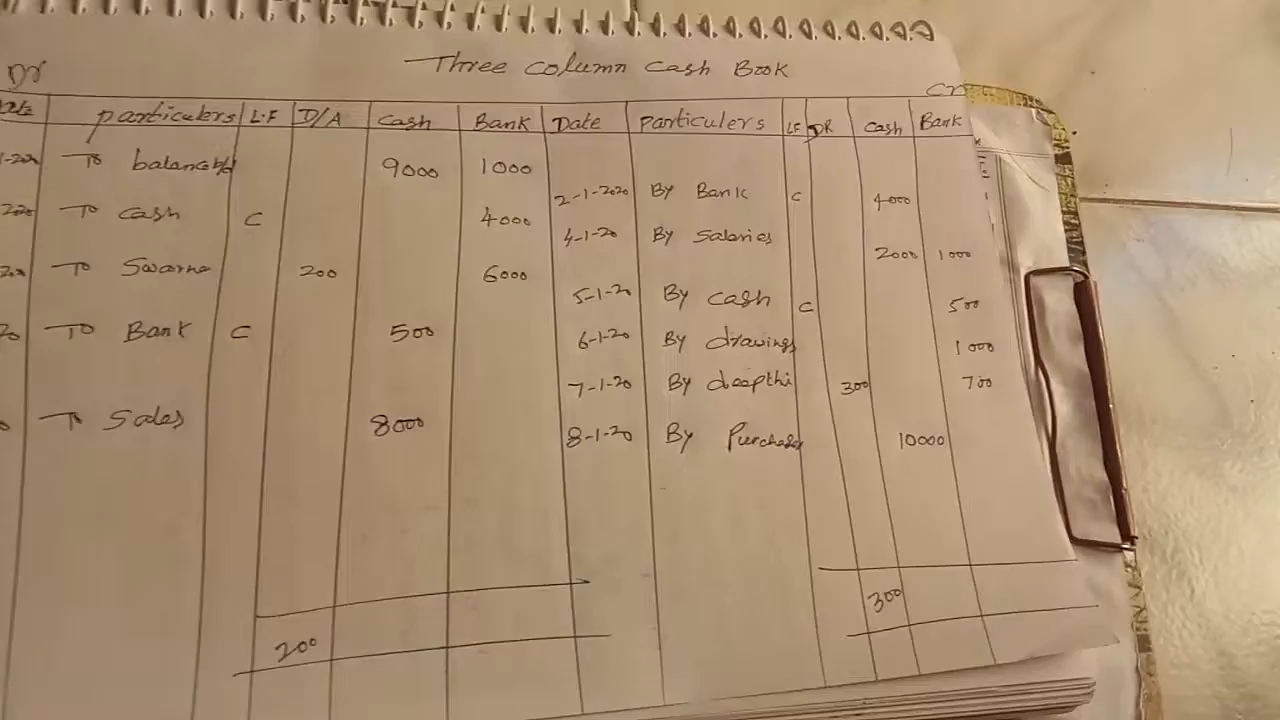 Three column Cash Book
Dr
Cr
particulers L.F D/A Cash Bank Date particulers LF DR Cash Bank
To balance b/d 9000 1000
2-1-2020 By Bank C 4000
To Cash C 4000
4-1-20 By Salaries 2000 1000
To Swarna 200 6000
5-1-20 By Cash C 500
To Bank C 500
6-1-20 By drawings 1000
7-1-20 By deepthi 300 700
To Sales 8000
8-1-20 By Purchases 10000
300
200